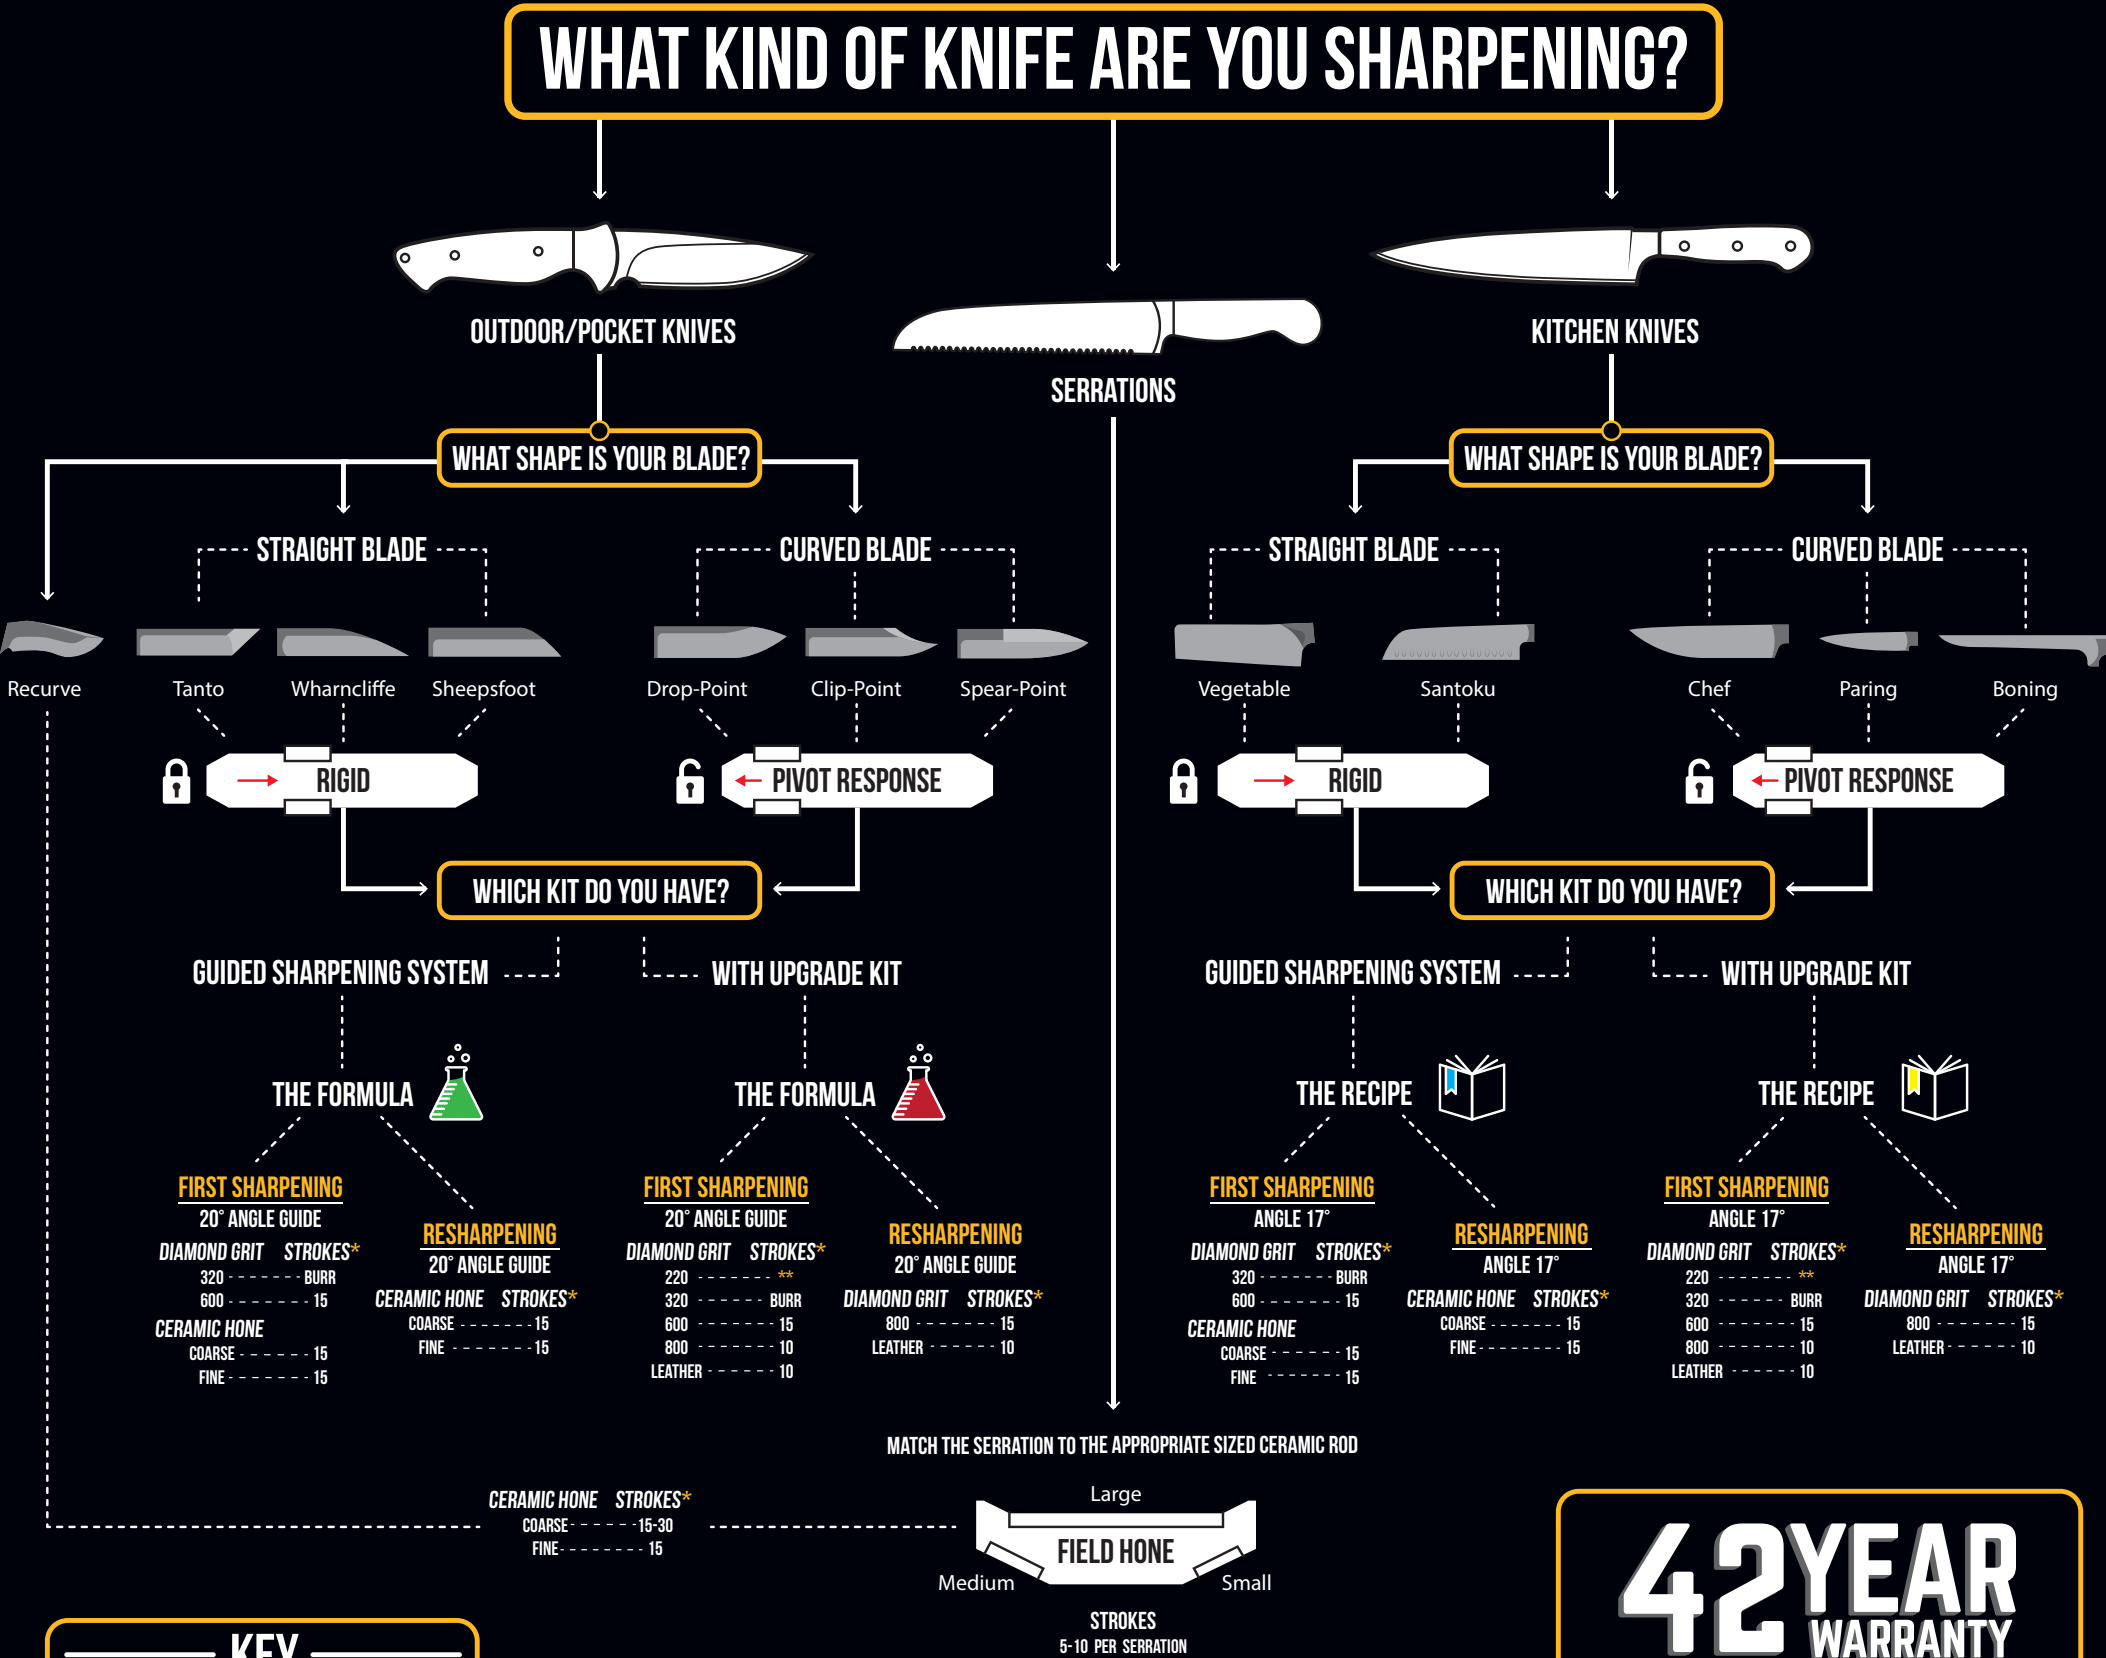 WHAT KIND OF KNIFE ARE YOU SHARPENING?
OUTDOOR/POCKET KNIVES
SERRATIONS
KITCHEN KNIVES
WHAT SHAPE IS YOUR BLADE?
WHAT SHAPE IS YOUR BLADE?
STRAIGHT BLADE
CURVED BLADE
STRAIGHT BLADE
CURVED BLADE
Recurve
Tanto
Wharncliffe
Sheepsfoot
Drop-Point
Clip-Point
Spear-Point
Vegetable
Santoku
Chef
Paring
Boning
RIGID
PIVOT RESPONSE
RIGID
PIVOT RESPONSE
WHICH KIT DO YOU HAVE?
WHICH KIT DO YOU HAVE?
GUIDED SHARPENING SYSTEM
WITH UPGRADE KIT
GUIDED SHARPENING SYSTEM
WITH UPGRADE KIT
THE FORMULA
THE FORMULA
THE RECIPE
THE RECIPE
FIRST SHARPENING
20° ANGLE GUIDE
DIAMOND GRIT STROKES*
320 - - - - - - - BURR
600 - - - - - - - - 15
CERAMIC HONE
COARSE - - - - - - 15
FINE - - - - - - - 15
RESHARPENING
20° ANGLE GUIDE
CERAMIC HONE STROKES*
COARSE - - - - - - - 15
FINE - - - - - - - 15
FIRST SHARPENING
20° ANGLE GUIDE
DIAMOND GRIT STROKES*
220 - - - - - - - **
320 - - - - - - BURR
600 - - - - - - - 15
800 - - - - - - - 10
LEATHER - - - - - - 10
RESHARPENING
20° ANGLE GUIDE
DIAMOND GRIT STROKES*
800 - - - - - - - 15
LEATHER - - - - - - 10
FIRST SHARPENING
ANGLE 17°
DIAMOND GRIT STROKES*
320 - - - - - - - BURR
600 - - - - - - - - 15
CERAMIC HONE
COARSE - - - - - - 15
FINE - - - - - - - 15
RESHARPENING
ANGLE 17°
CERAMIC HONE STROKES*
COARSE - - - - - - - 15
FINE - - - - - - - - 15
FIRST SHARPENING
ANGLE 17°
DIAMOND GRIT STROKES*
220 - - - - - - - **
320 - - - - - - BURR
600 - - - - - - - 15
800 - - - - - - - 10
LEATHER - - - - - - 10
RESHARPENING
ANGLE 17°
DIAMOND GRIT STROKES*
800 - - - - - - - 15
LEATHER - - - - - - 10
MATCH THE SERRATION TO THE APPROPRIATE SIZED CERAMIC ROD
CERAMIC HONE STROKES*
COARSE - - - - - -15-30
FINE - - - - - - - - 15
Large
FIELD HONE
Medium
Small
STROKES
5-10 PER SERRATION
KEY
42 YEAR
WARRANTY